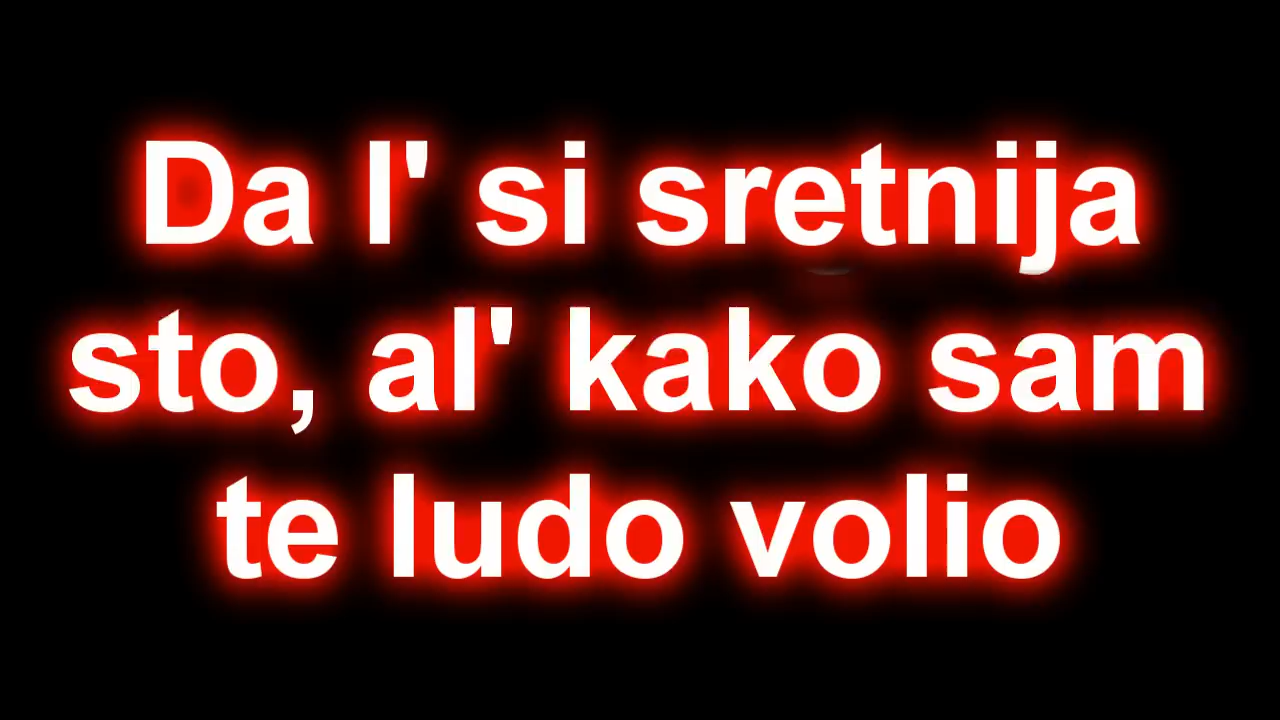 Da l' si sretnija
sto, al' kako sam
te ludo volio